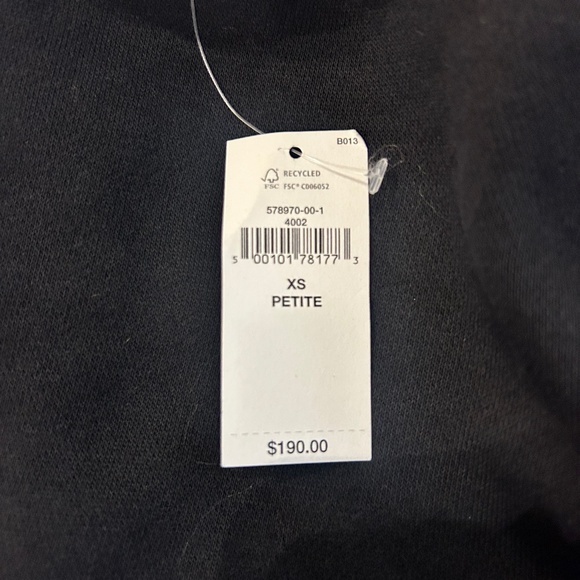 B013
RECYCLED
FSC FSC® C006052
578970-00-1
4002
5 00101 78177 3
XS
PETITE
$190.00